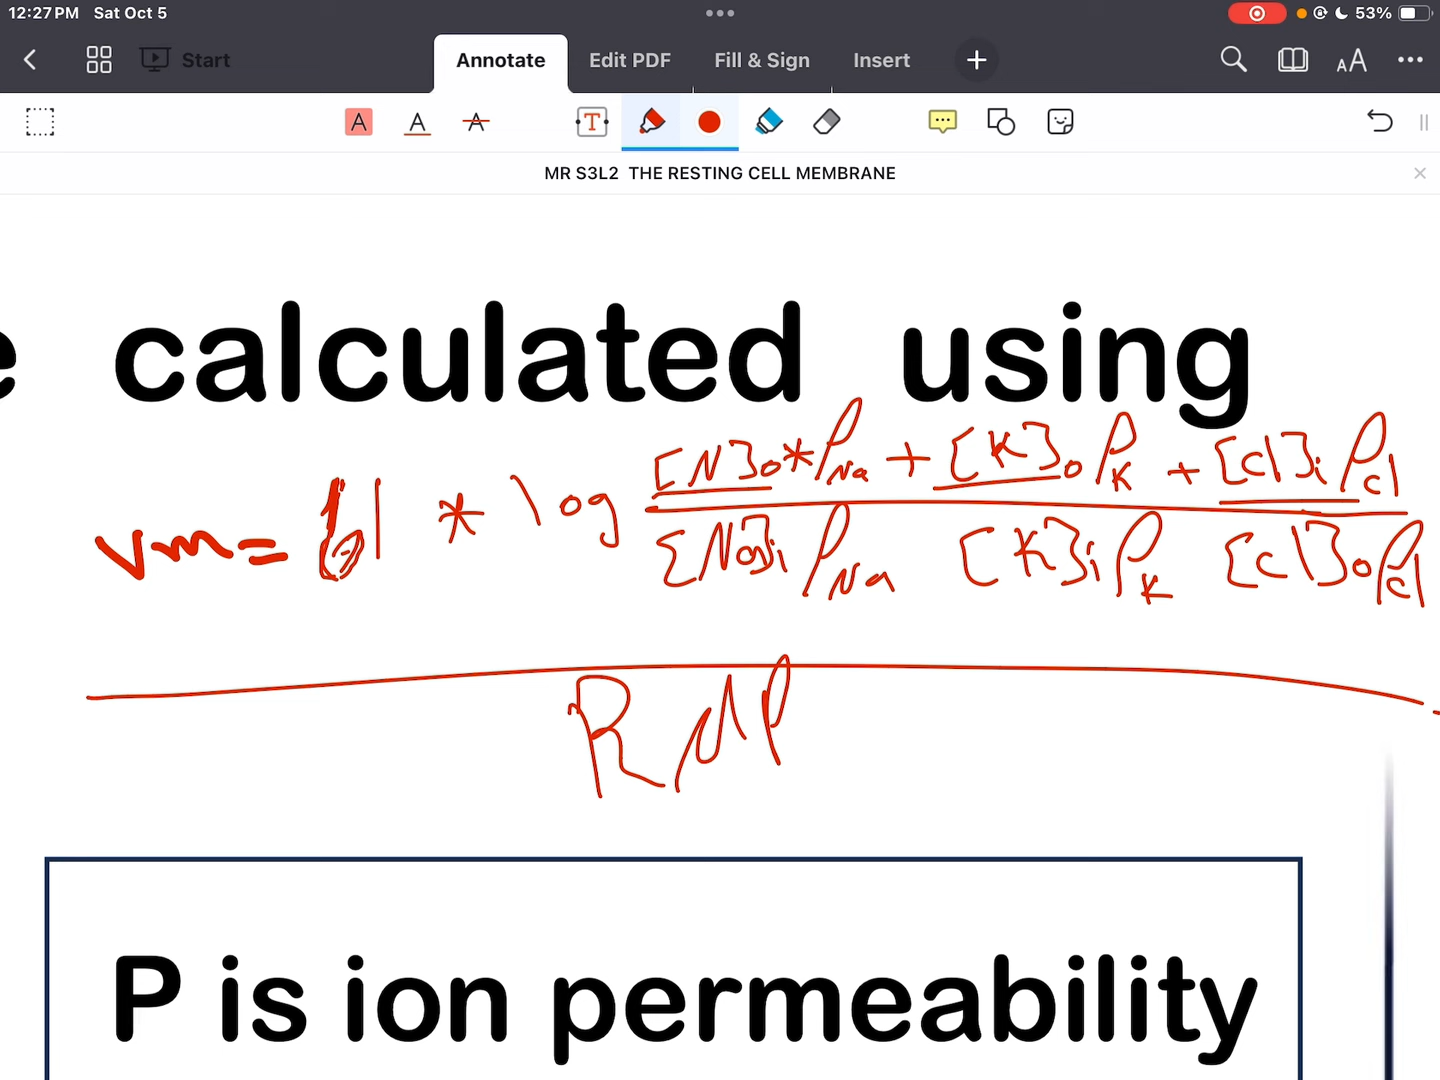 12:27 PM Sat Oct 5 53%
Start Annotate Edit PDF Fill & Sign Insert
MR S3L2 THE RESTING CELL MEMBRANE
e calculated using
Vm = 61 * log [N]o * PNa + [K]o PK + [cl]i Pcl
[Na]i PNa [K]i PK [cl]o Pcl
P is ion permeability